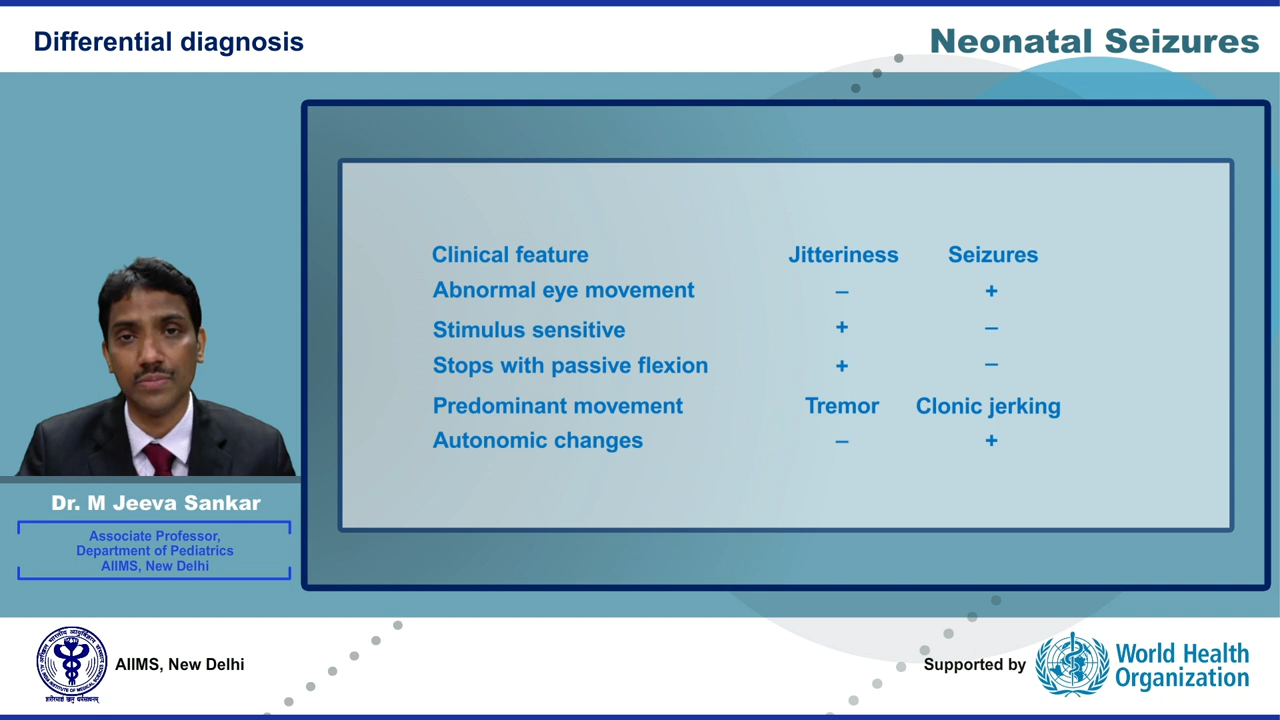 Differential diagnosis
Neonatal Seizures
Clinical feature Jitteriness Seizures
Abnormal eye movement – +
Stimulus sensitive + –
Stops with passive flexion + –
Predominant movement Tremor Clonic jerking
Autonomic changes – +
Dr. M Jeeva Sankar
Associate Professor,
Department of Pediatrics
AIIMS, New Delhi
AIIMS, New Delhi
Supported by
World Health
Organization